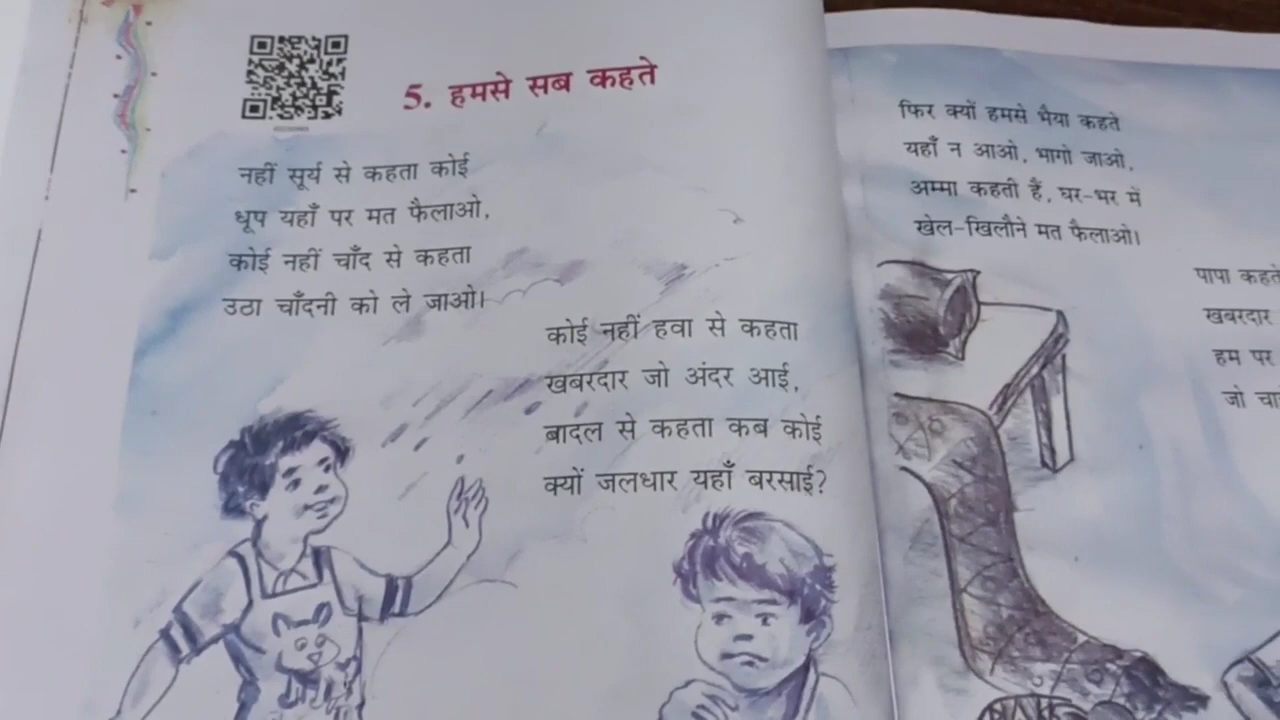 5. हमसे सब कहते
नहीं सूर्य से कहता कोई
धूप यहाँ पर मत फैलाओ,
कोई नहीं चाँद से कहता
उठा चाँदनी को ले जाओ।
कोई नहीं हवा से कहता
खबरदार जो अंदर आई,
बादल से कहता कब कोई
क्यों जलधार यहाँ बरसाई?
फिर क्यों हमसे भैया कहते
यहाँ न आओ, भागो जाओ,
अम्मा कहती हैं, घर-भर में
खेल-खिलौने मत फैलाओ।
पापा कहते
खबरदार
हम पर
जो